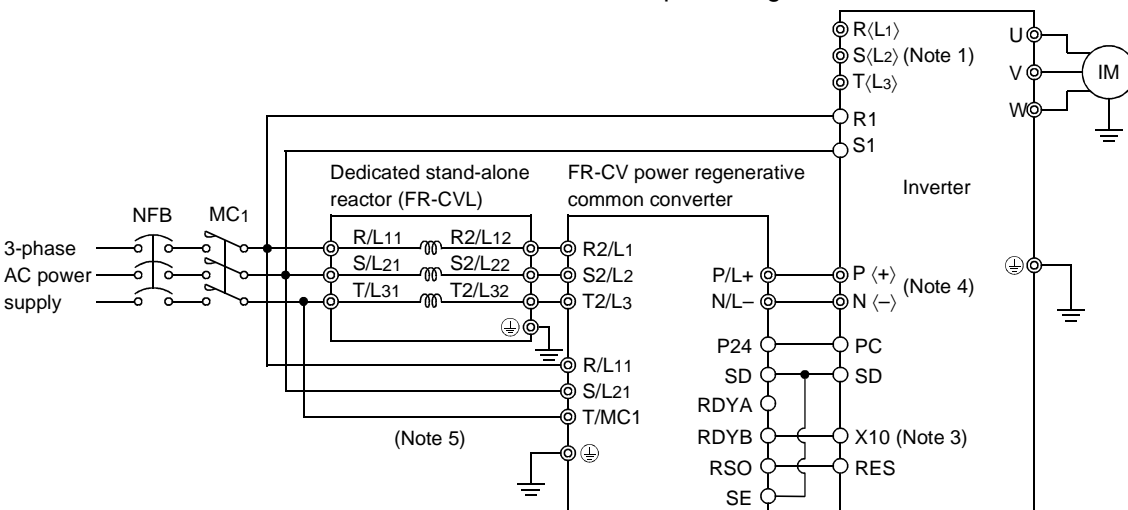 R⟨L1⟩
S⟨L2⟩ (Note 1)
T⟨L3⟩
R1
S1
U
V
W
IM
Inverter
Dedicated stand-alone
reactor (FR-CVL)
FR-CV power regenerative
common converter
NFB
MC1
3-phase
AC power
supply
R/L11
R2/L12
S/L21
S2/L22
T/L31
T2/L32
R2/L1
S2/L2
T2/L3
R/L11
S/L21
T/MC1
(Note 5)
P/L+
N/L–
P24
SD
RDYA
RDYB
RSO
SE
P ⟨+⟩
N ⟨–⟩
(Note 4)
PC
SD
X10 (Note 3)
RES